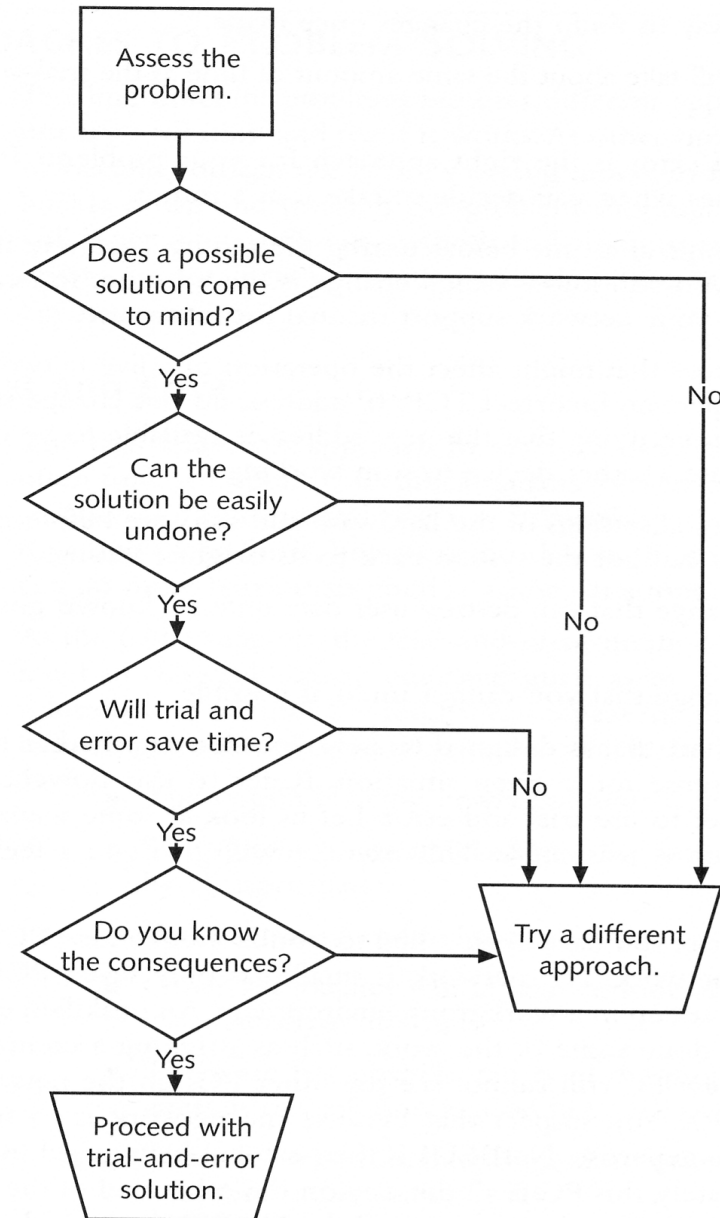 Assess the
problem.
Does a possible
solution come
to mind?
No
Yes
Can the
solution be easily
undone?
No
Yes
Will trial and
error save time?
No
Yes
Do you know
the consequences?
Try a different
approach.
Yes
Proceed with
trial-and-error
solution.